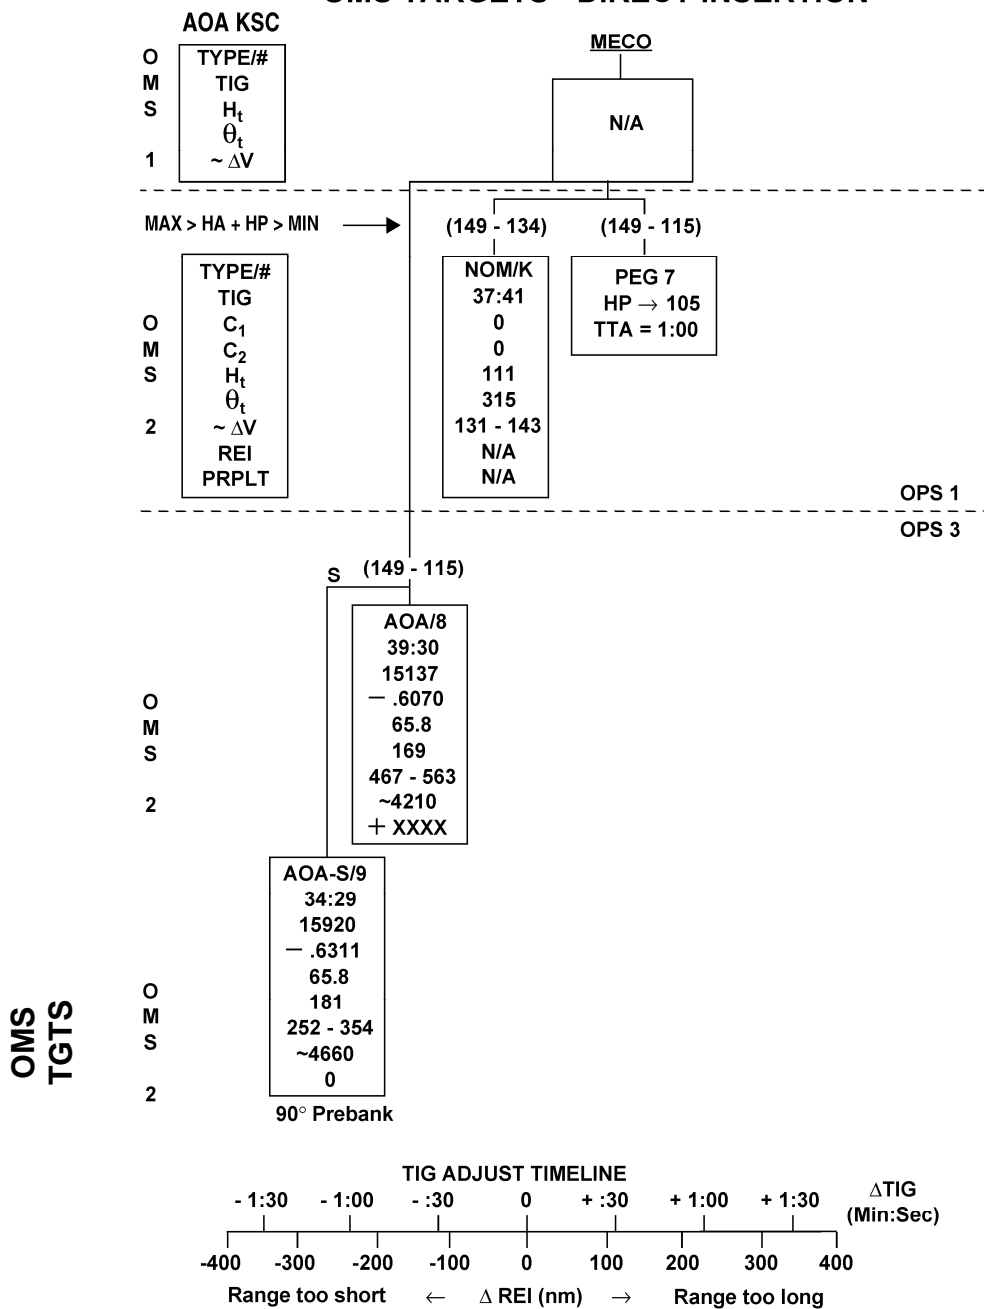 OMS TARGETS - DIRECT INSERTION
AOA KSC
MECO
O
M
S
1
TYPE/#
TIG
Ht
θt
~ ΔV
N/A
MAX > HA + HP > MIN
(149 - 134)
(149 - 115)
O
M
S
2
TYPE/#
TIG
C1
C2
Ht
θt
~ ΔV
REI
PRPLT
NOM/K
37:41
0
0
111
315
131 - 143
N/A
N/A
PEG 7
HP → 105
TTA = 1:00
OPS 1
OPS 3
S
(149 - 115)
O
M
S
2
AOA/8
39:30
15137
− .6070
65.8
169
467 - 563
~4210
+ XXXX
O
M
S
2
AOA-S/9
34:29
15920
− .6311
65.8
181
252 - 354
~4660
0
90° Prebank
OMS
TGTS
TIG ADJUST TIMELINE
- 1:30 - 1:00 - :30 0 + :30 + 1:00 + 1:30
ΔTIG
(Min:Sec)
-400 -300 -200 -100 0 100 200 300 400
Range too short ← Δ REI (nm) → Range too long